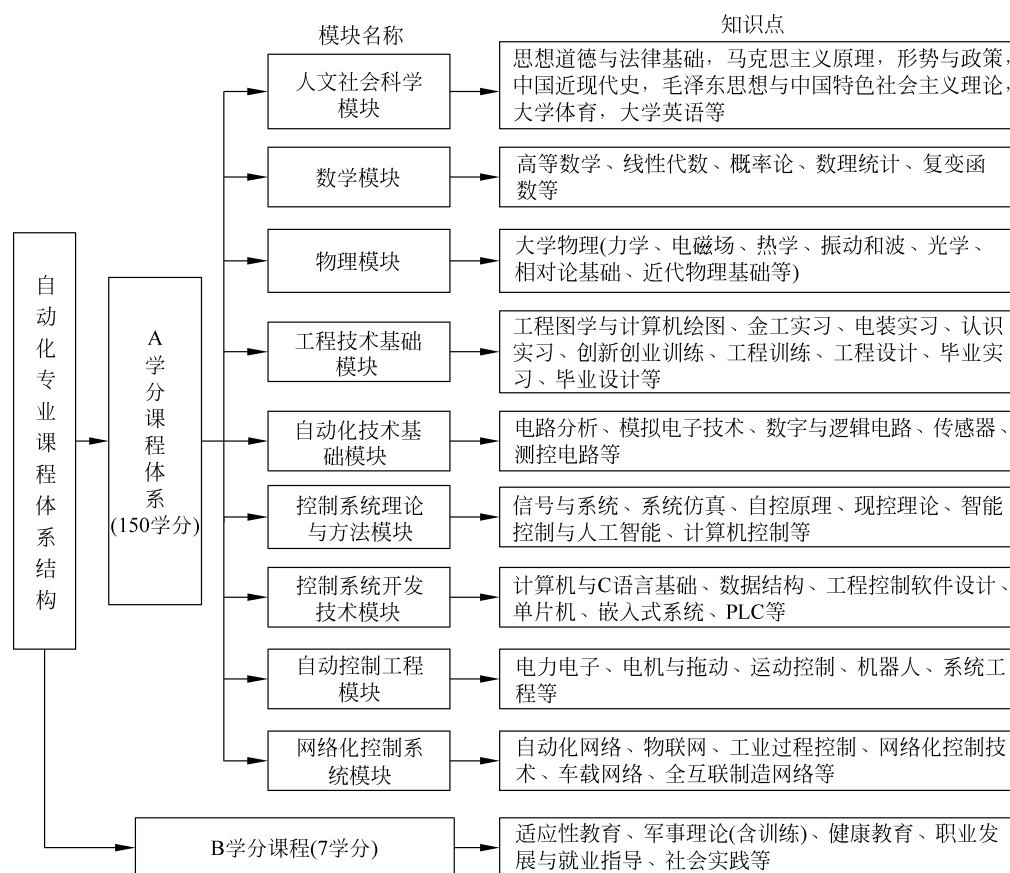 模块名称
知识点
人文社会科学
模块
思想道德与法律基础，马克思主义原理，形势与政策，
中国近现代史，毛泽东思想与中国特色社会主义理论，
大学体育，大学英语等
数学模块
高等数学、线性代数、概率论、数理统计、复变函
数等
物理模块
大学物理(力学、电磁场、热学、振动和波、光学、
相对论基础、近代物理基础等)
工程技术基础
模块
工程图学与计算机绘图、金工实习、电装实习、认识
实习、创新创业训练、工程训练、工程设计、毕业实
习、毕业设计等
自动化专业课程体系结构
A学分课程体系
(150学分)
自动化技术基
础模块
电路分析、模拟电子技术、数字与逻辑电路、传感器、
测控电路等
控制系统理论
与方法模块
信号与系统、系统仿真、自控原理、现控理论、智能
控制与人工智能、计算机控制等
控制系统开发
技术模块
计算机与C语言基础、数据结构、工程控制软件设计、
单片机、嵌入式系统、PLC等
自动控制工程
模块
电力电子、电机与拖动、运动控制、机器人、系统工
程等
网络化控制系
统模块
自动化网络、物联网、工业过程控制、网络化控制技
术、车载网络、全互联制造网络等
B学分课程(7学分)
适应性教育、军事理论(含训练)、健康教育、职业发
展与就业指导、社会实践等